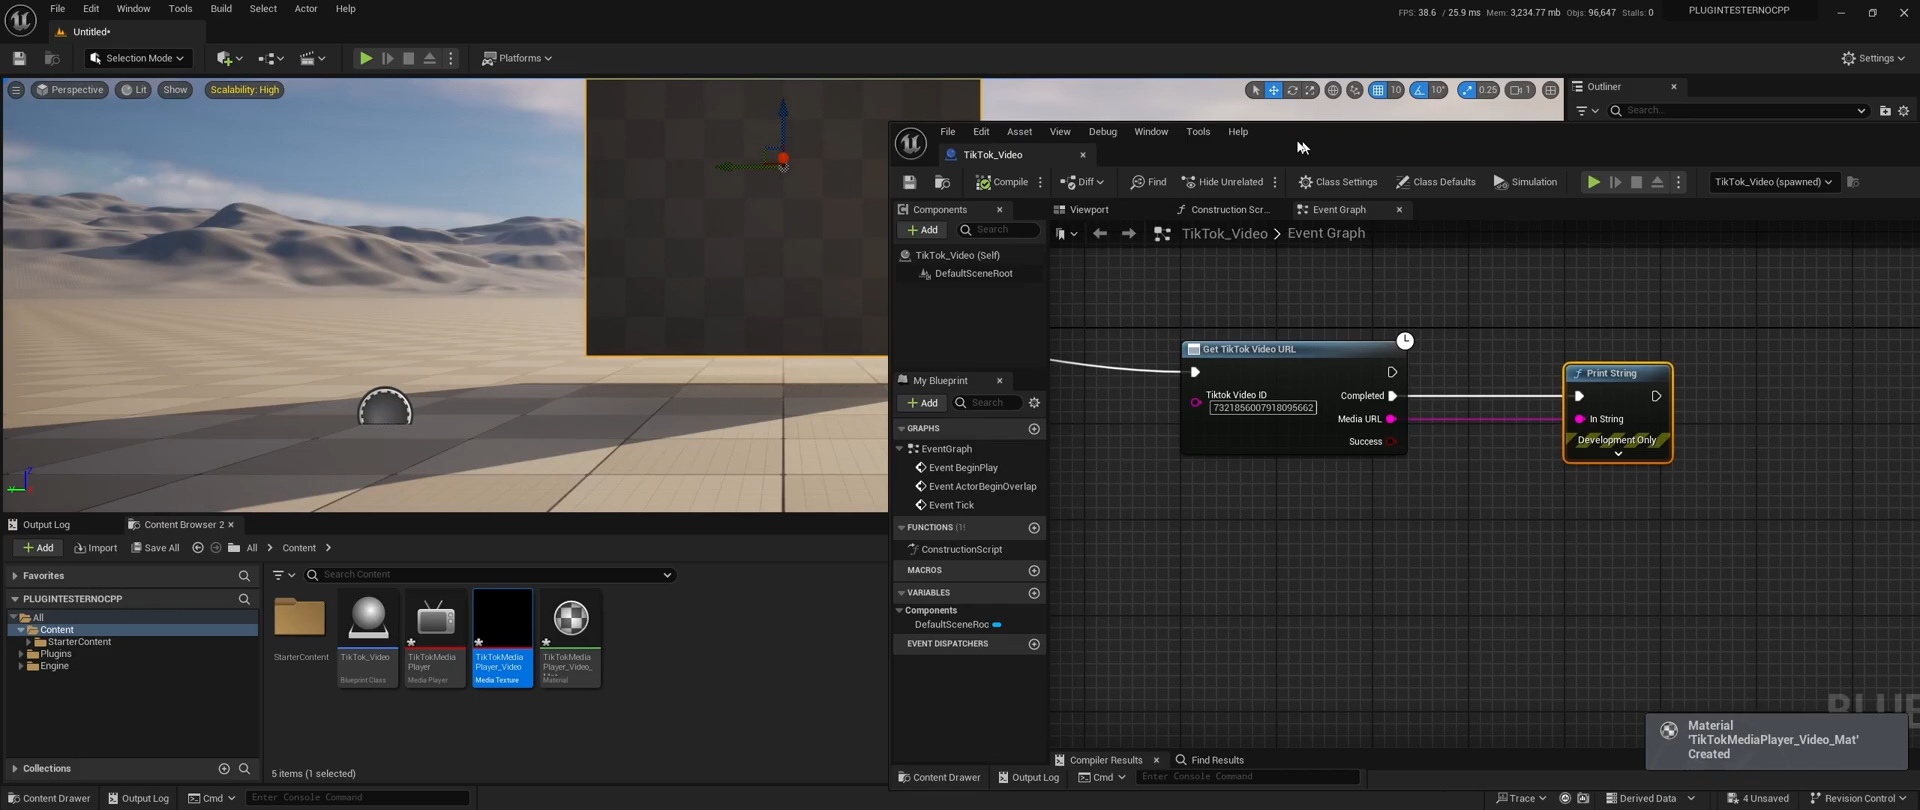 File Edit Window Tools Build Select Actor Help
FPS: 38.6 / 25.9 ms Mem: 3,234.77 mb Objs: 96,647 Stalls: 0
PLUGINTESTERNOCPP
Untitled*
Selection Mode
Platforms
Settings
Perspective Lit Show Scalability: High
10 10° 0.25 1
Outliner
Search...
File Edit Asset View Debug Window Tools Help
TikTok_Video
Compile Diff Find Hide Unrelated Class Settings Class Defaults Simulation TikTok_Video (spawned)
Components
Add Search
TikTok_Video (Self)
DefaultSceneRoot
Viewport Construction Scr... Event Graph
TikTok_Video > Event Graph
Get TikTok Video URL
Tiktok Video ID
7321856007918095662
Completed
Media URL
Success
Print String
In String
Development Only
My Blueprint
Add Search
GRAPHS
EventGraph
Event BeginPlay
Event ActorBeginOverlap
Event Tick
FUNCTIONS (1
ConstructionScript
MACROS
VARIABLES
Components
DefaultSceneRoc
EVENT DISPATCHERS
BLUE
Material
'TikTokMediaPlayer_Video_Mat'
Created
Compiler Results Find Results
Content Drawer Output Log Cmd Enter Console Command
Output Log Content Browser 2
Add Import Save All All > Content >
Favorites
Search Content
PLUGINTESTERNOCPP
All
Content
StarterContent
Plugins
Engine
Collections
StarterContent
TikTok_Video
Blueprint Class
TikTokMedia
Player
Media Player
TikTokMedia
Player_Video
Media Texture
TikTokMedia
Player_Video_
Material
5 items (1 selected)
Content Drawer Output Log Cmd Enter Console Command
Trace Derived Data 4 Unsaved Revision Control